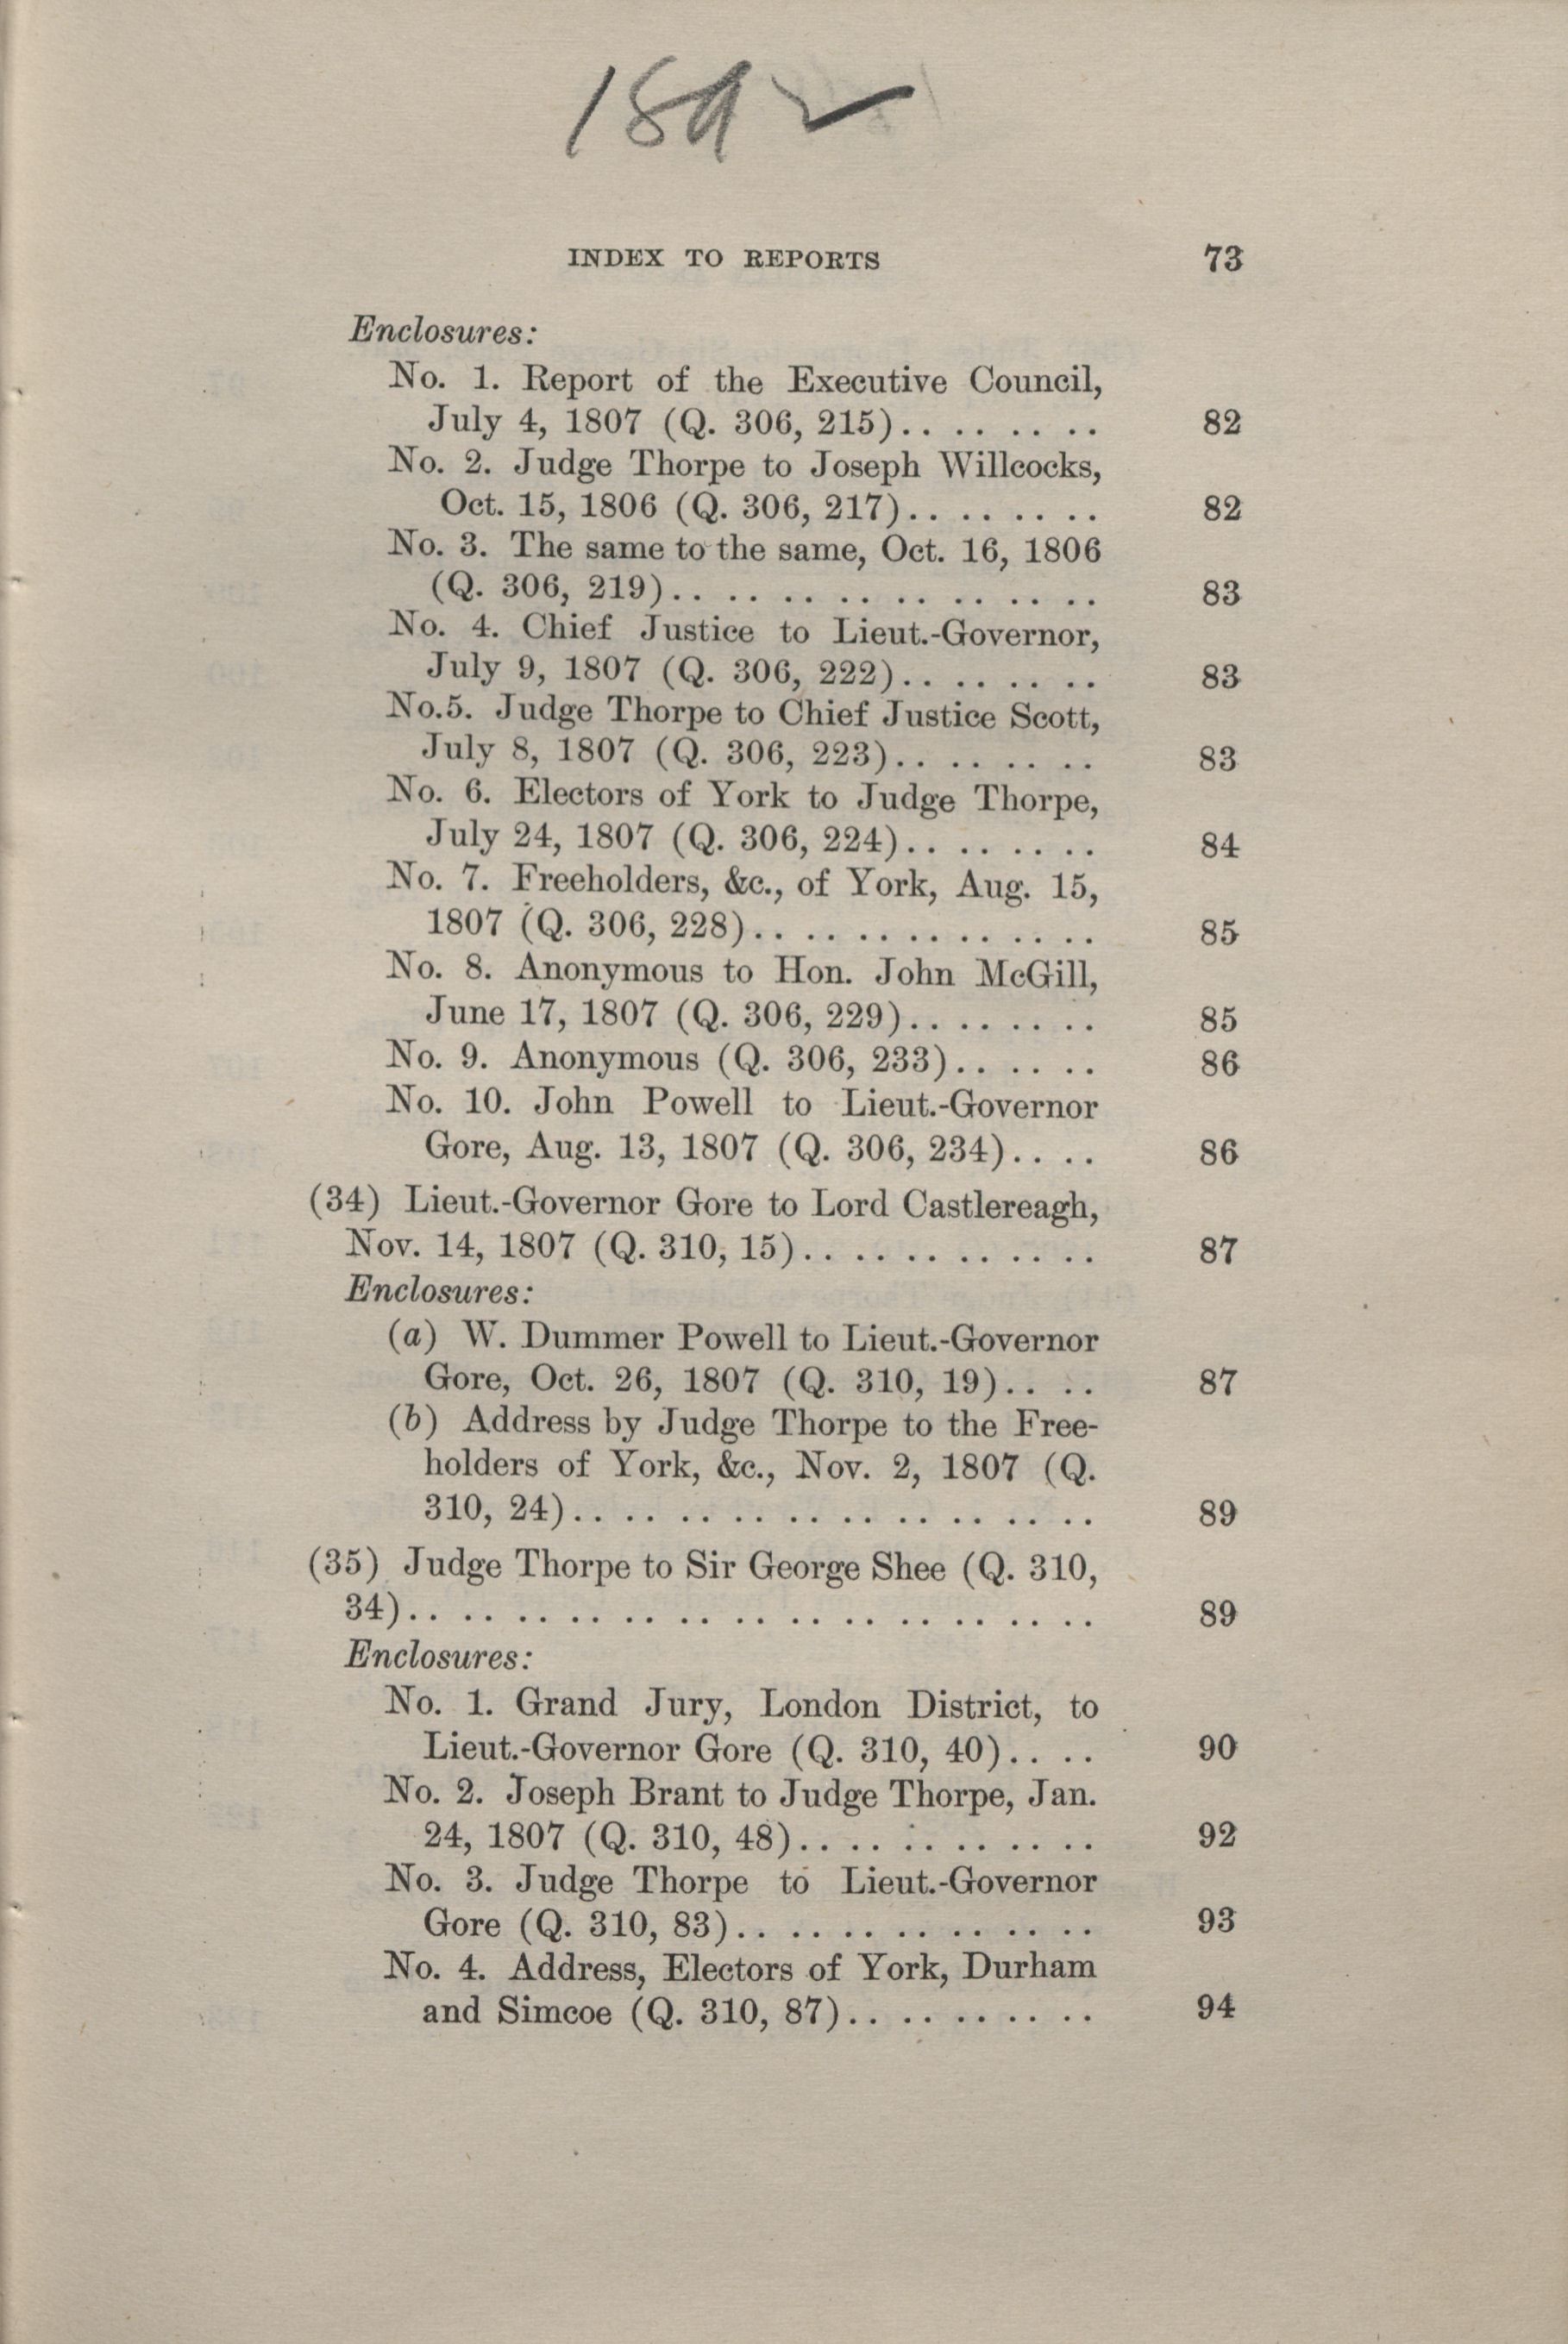 1892
INDEX TO REPORTS 73
Enclosures:
No. 1. Report of the Executive Council,
July 4, 1807 (Q. 306, 215).. .. .. .. 82
No. 2. Judge Thorpe to Joseph Willcocks,
Oct. 15, 1806 (Q. 306, 217).. .. .. .. 82
No. 3. The same to the same, Oct. 16, 1806
(Q. 306, 219).. .. .. .. .. .. .. .. 83
No. 4. Chief Justice to Lieut.-Governor,
July 9, 1807 (Q. 306, 222).. .. .. .. 83
No.5. Judge Thorpe to Chief Justice Scott,
July 8, 1807 (Q. 306, 223).. .. .. .. 83
No. 6. Electors of York to Judge Thorpe,
July 24, 1807 (Q. 306, 224).. .. .. .. 84
No. 7. Freeholders, &c., of York, Aug. 15,
1807 (Q. 306, 228).. .. .. .. .. .. .. 85
No. 8. Anonymous to Hon. John McGill,
June 17, 1807 (Q. 306, 229).. .. .. .. 85
No. 9. Anonymous (Q. 306, 233).. .. .. 86
No. 10. John Powell to Lieut.-Governor
Gore, Aug. 13, 1807 (Q. 306, 234).. .. 86
(34) Lieut.-Governor Gore to Lord Castlereagh,
Nov. 14, 1807 (Q. 310, 15).. .. .. .. .. .. 87
Enclosures:
(a) W. Dummer Powell to Lieut.-Governor
Gore, Oct. 26, 1807 (Q. 310, 19).. .. 87
(b) Address by Judge Thorpe to the Free-
holders of York, &c., Nov. 2, 1807 (Q.
310, 24).. .. .. .. .. .. .. .. .. .. 89
(35) Judge Thorpe to Sir George Shee (Q. 310,
34).. .. .. .. .. .. .. .. .. .. .. .. .. 89
Enclosures:
No. 1. Grand Jury, London District, to
Lieut.-Governor Gore (Q. 310, 40).. .. 90
No. 2. Joseph Brant to Judge Thorpe, Jan.
24, 1807 (Q. 310, 48).. .. .. .. .. .. 92
No. 3. Judge Thorpe to Lieut.-Governor
Gore (Q. 310, 83).. .. .. .. .. .. .. 93
No. 4. Address, Electors of York, Durham
and Simcoe (Q. 310, 87).. .. .. .. .. 94